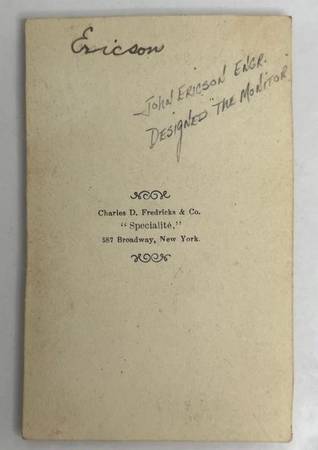 Ericson
JOHN ERICSON ENGR.
DESIGNED "THE MONITOR
Charles D. Fredricks & Co.
"Specialité,"
587 Broadway, New York.